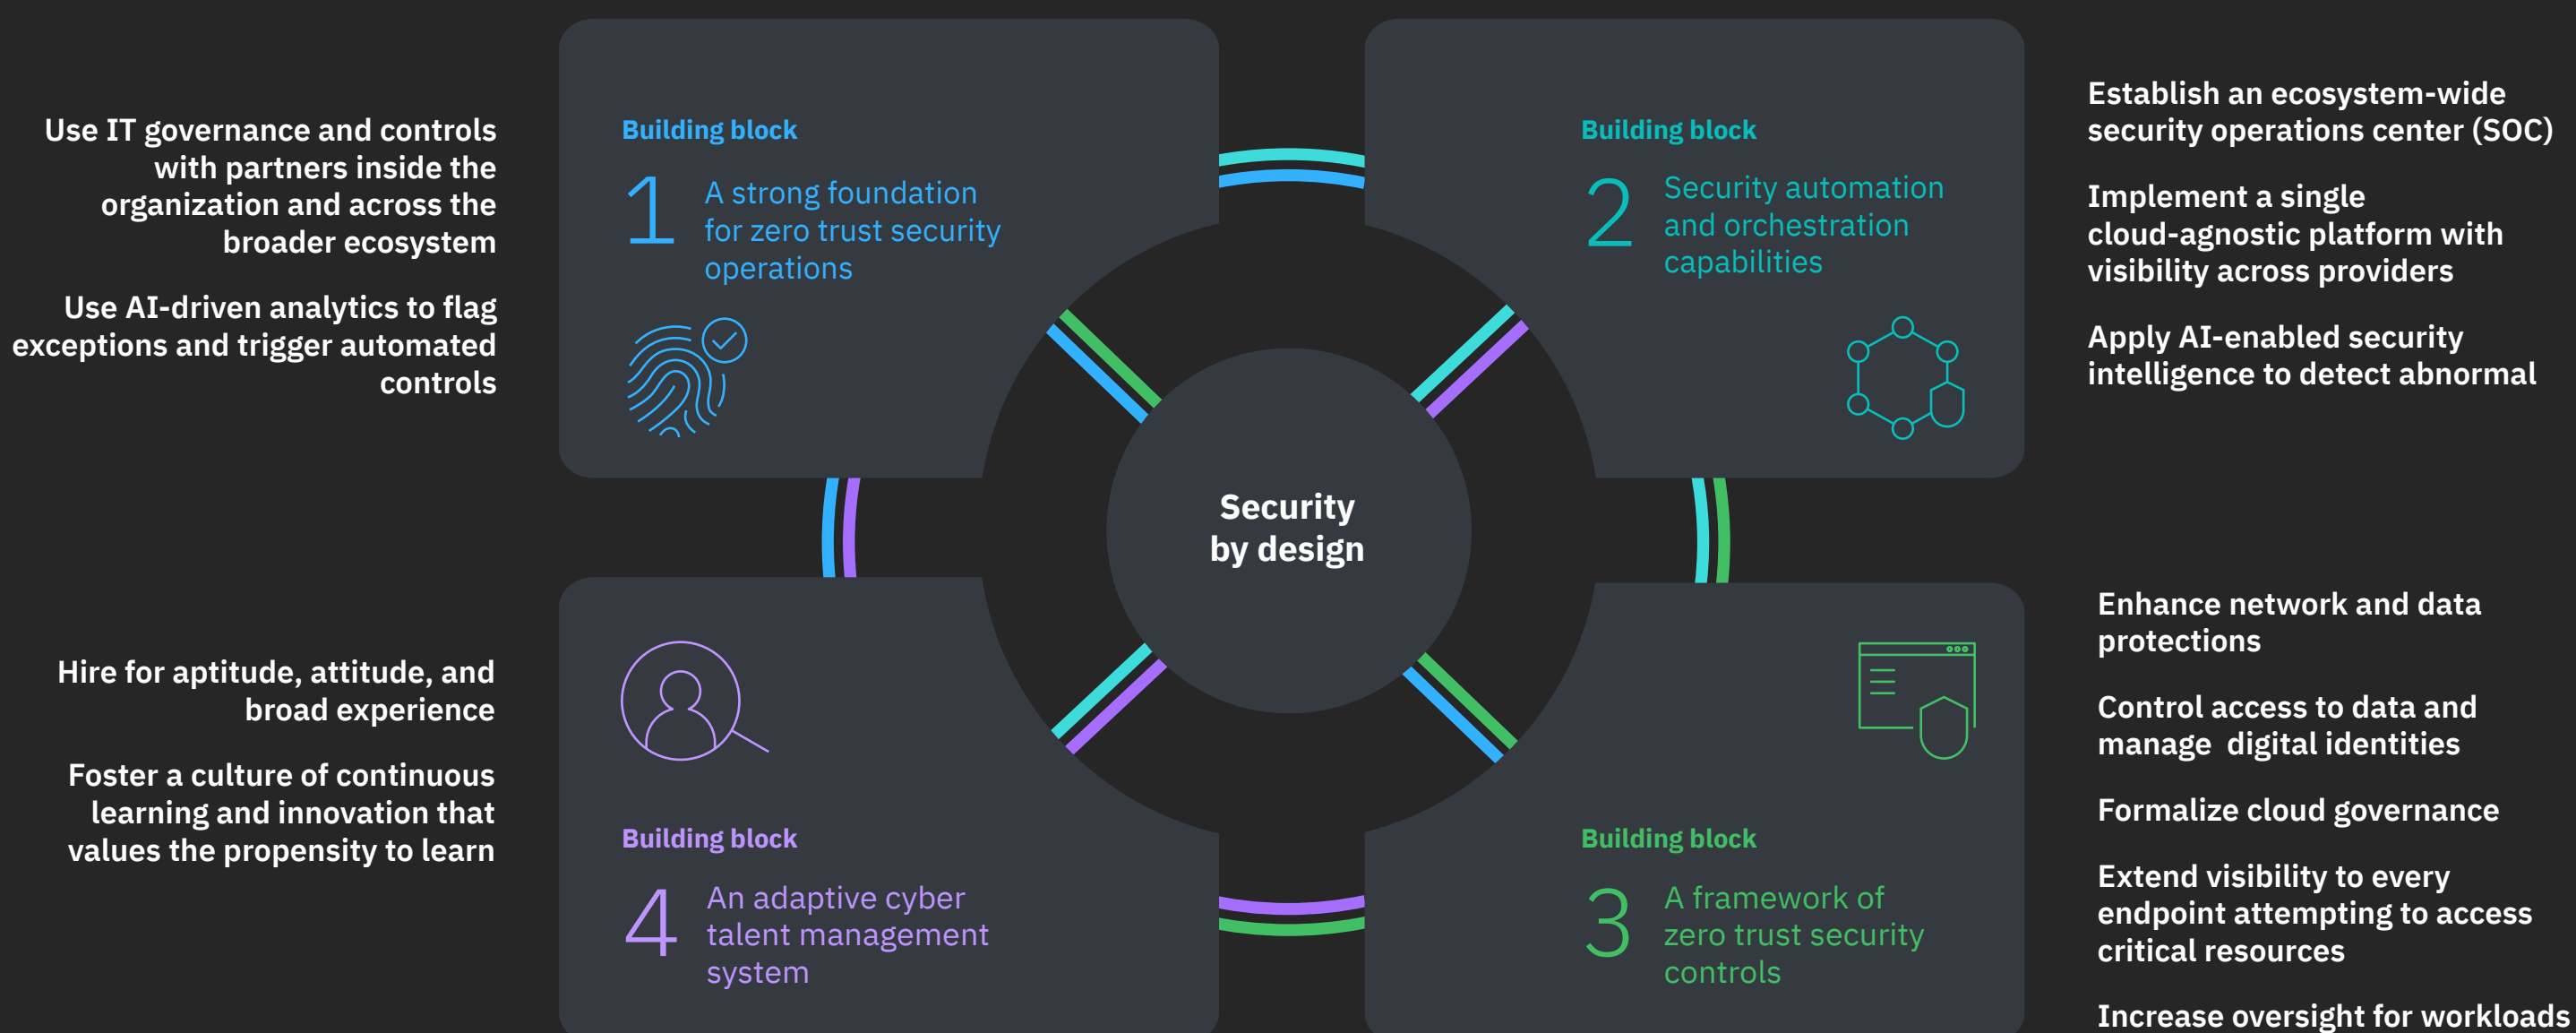 Use IT governance and controls
with partners inside the
organization and across the
broader ecosystem
Use AI-driven analytics to flag
exceptions and trigger automated
controls
Building block
1
A strong foundation
for zero trust security
operations
Building block
2
Security automation
and orchestration
capabilities
Establish an ecosystem-wide
security operations center (SOC)
Implement a single
cloud-agnostic platform with
visibility across providers
Apply AI-enabled security
intelligence to detect abnormal
Security
by design
Hire for aptitude, attitude, and
broad experience
Foster a culture of continuous
learning and innovation that
values the propensity to learn
Building block
4
An adaptive cyber
talent management
system
Building block
3
A framework of
zero trust security
controls
Enhance network and data
protections
Control access to data and
manage  digital identities
Formalize cloud governance
Extend visibility to every
endpoint attempting to access
critical resources
Increase oversight for workloads